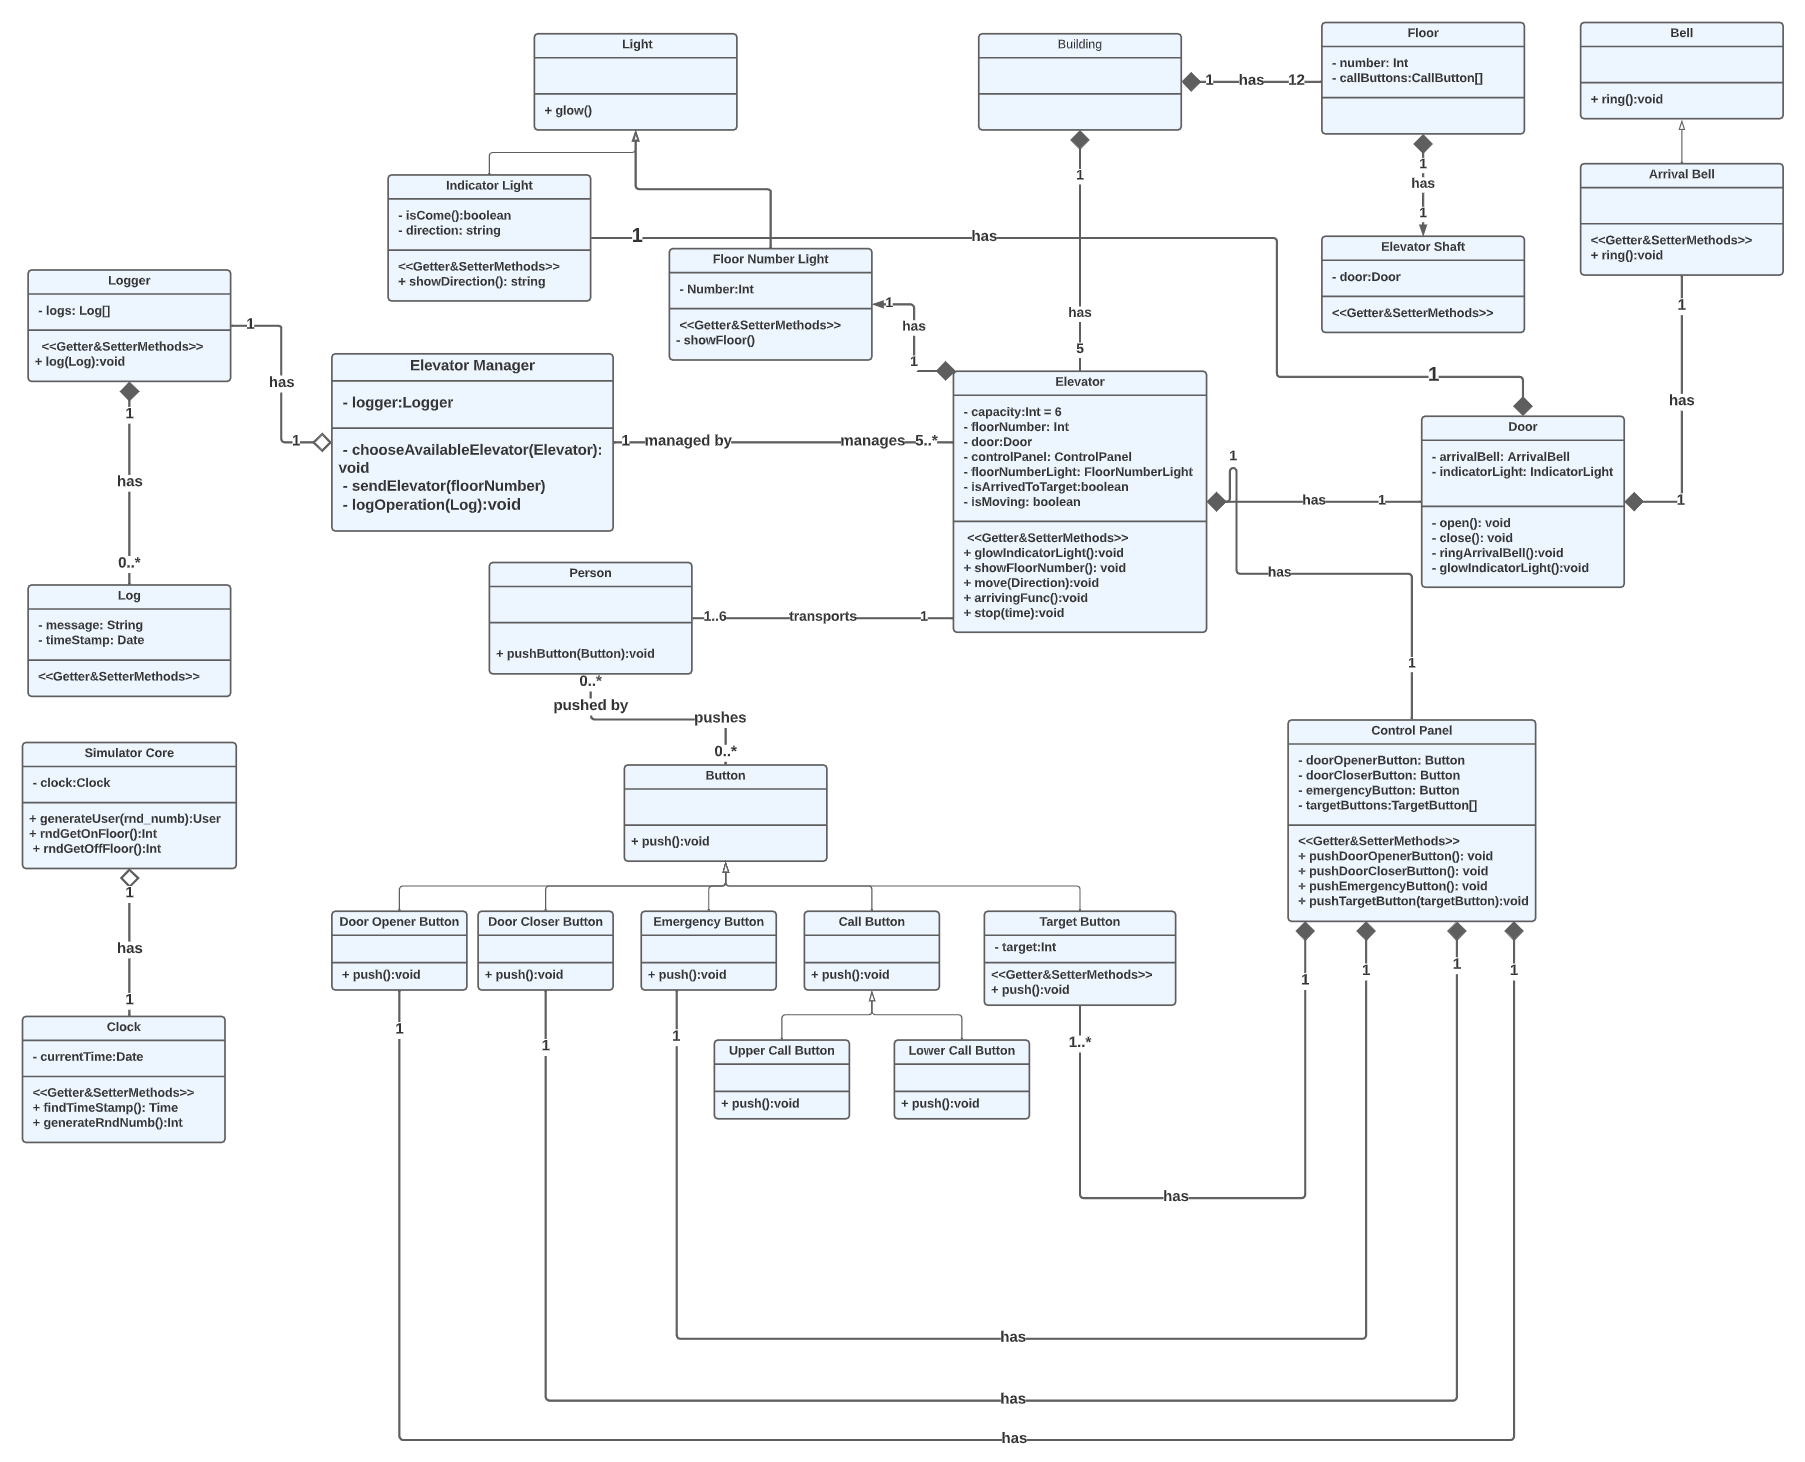 Light
+ glow()
Building
1 has 12
Floor
- number: Int
- callButtons:CallButton[]
Bell
+ ring():void
Indicator Light
- isCome():boolean
- direction: string
<<Getter&SetterMethods>>
+ showDirection(): string
1 has 1
Floor Number Light
- Number:Int
<<Getter&SetterMethods>>
- showFloor()
1
has
1
1
has
5
1
has
1
Elevator Shaft
- door:Door
<<Getter&SetterMethods>>
Arrival Bell
<<Getter&SetterMethods>>
+ ring():void
1
has
1
Logger
- logs: Log[]
<<Getter&SetterMethods>>
+ log(Log):void
1
has
1
Elevator Manager
- logger:Logger
- chooseAvailableElevator(Elevator):
void
- sendElevator(floorNumber)
- logOperation(Log):void
1 managed by manages 5..*
Elevator
- capacity:Int = 6
- floorNumber: Int
- door:Door
- controlPanel: ControlPanel
- floorNumberLight: FloorNumberLight
- isArrivedToTarget:boolean
- isMoving: boolean
<<Getter&SetterMethods>>
+ glowIndicatorLight():void
+ showFloorNumber(): void
+ move(Direction):void
+ arrivingFunc():void
+ stop(time):void
has 1
Door
- arrivalBell: ArrivalBell
- indicatorLight: IndicatorLight
- open(): void
- close(): void
- ringArrivalBell():void
- glowIndicatorLight():void
1
has
1
1
has
0..*
Log
- message: String
- timeStamp: Date
<<Getter&SetterMethods>>
Person
+ pushButton(Button):void
1..6 transports 1
0..*
pushed by
pushes
0..*
Simulator Core
- clock:Clock
+ generateUser(rnd_numb):User
+ rndGetOnFloor():Int
+ rndGetOffFloor():Int
1
has
1
Clock
- currentTime:Date
<<Getter&SetterMethods>>
+ findTimeStamp(): Time
+ generateRndNumb():Int
Button
+ push():void
Control Panel
- doorOpenerButton: Button
- doorCloserButton: Button
- emergencyButton: Button
- targetButtons:TargetButton[]
<<Getter&SetterMethods>>
+ pushDoorOpenerButton(): void
+ pushDoorCloserButton(): void
+ pushEmergencyButton(): void
+ pushTargetButton(targetButton):void
Door Opener Button
+ push():void
Door Closer Button
+ push():void
Emergency Button
+ push():void
Call Button
+ push():void
Target Button
- target:Int
<<Getter&SetterMethods>>
+ push():void
Upper Call Button
+ push():void
Lower Call Button
+ push():void
1 1 1 1..* 1 1 1 1
has
has
has
has